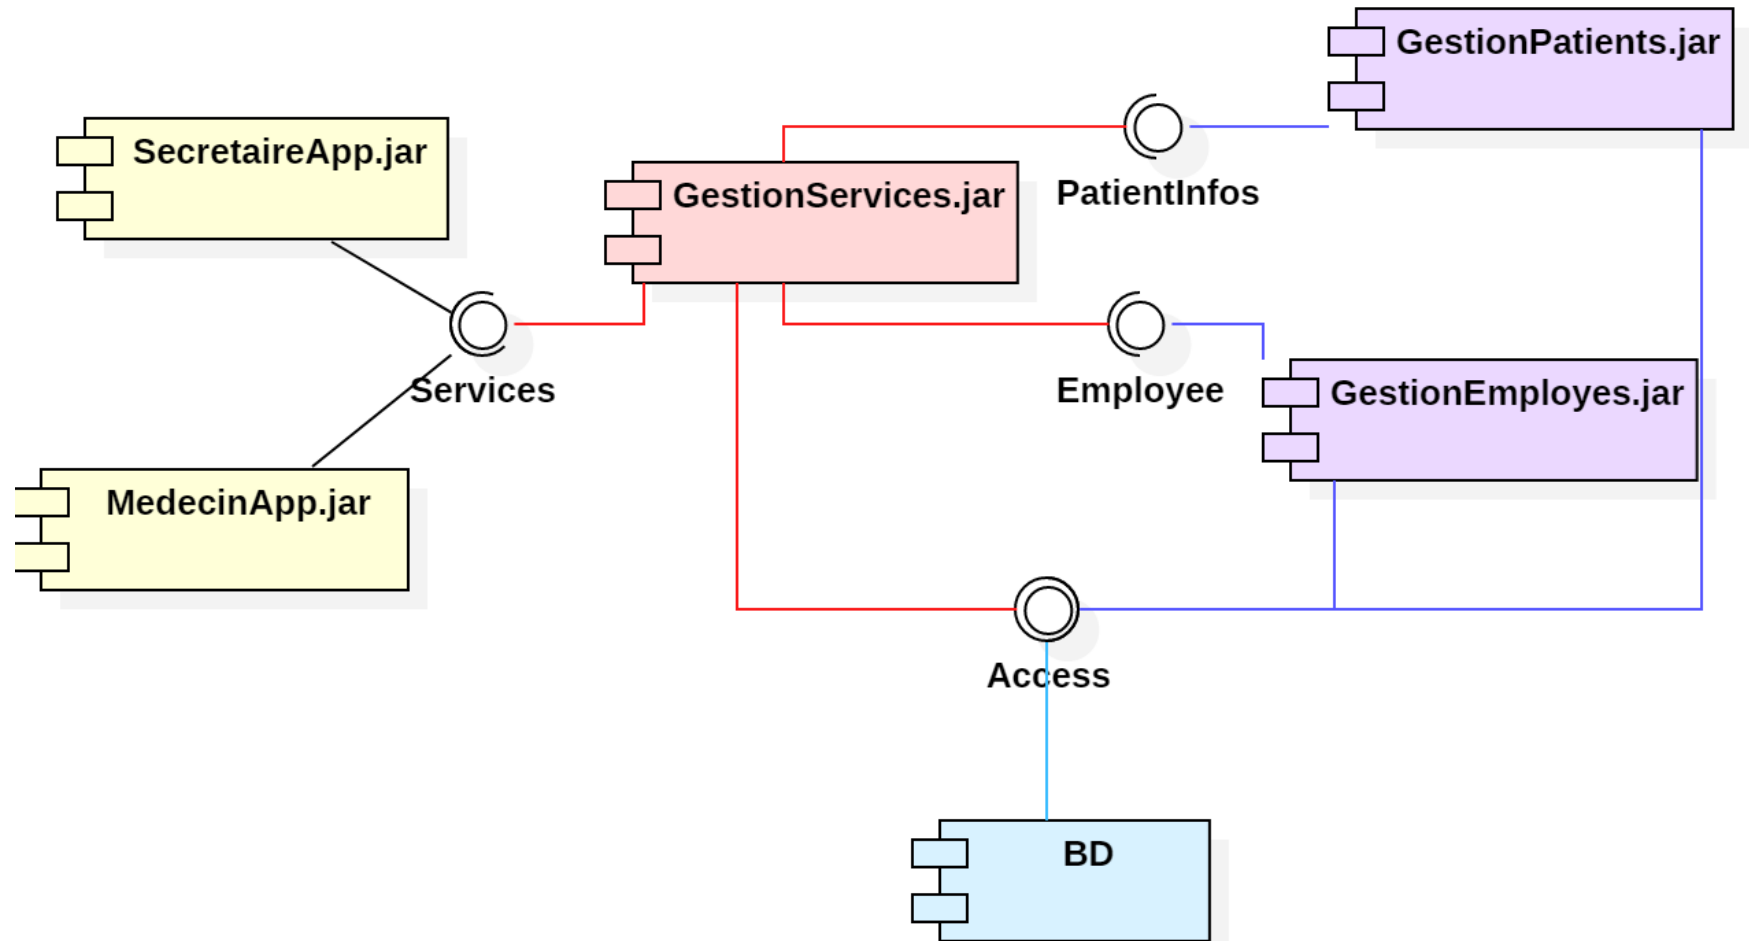 GestionPatients.jar
SecretaireApp.jar
GestionServices.jar
PatientInfos
Services
Employee
GestionEmployes.jar
MedecinApp.jar
Access
BD